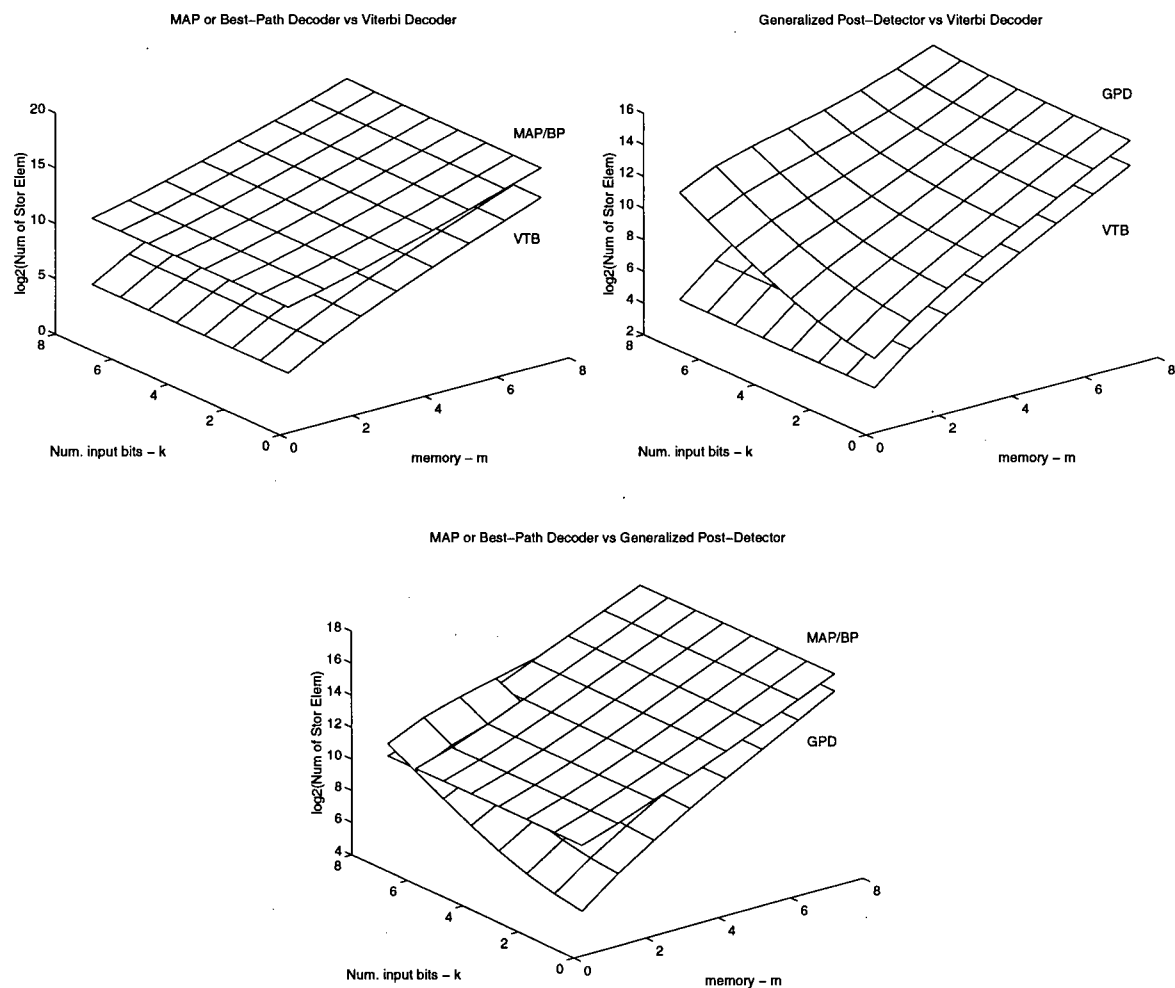 MAP or Best–Path Decoder vs Viterbi Decoder
20
15
10
5
0
log2(Num of Stor Elem)
MAP/BP
VTB
8
6
4
2
0
Num. input bits – k
0
2
4
6
8
memory – m
Generalized Post–Detector vs Viterbi Decoder
16
14
12
10
8
6
4
2
log2(Num of Stor Elem)
GPD
VTB
8
6
4
2
0
Num. input bits – k
0
2
4
6
8
memory – m
MAP or Best–Path Decoder vs Generalized Post–Detector
18
16
14
12
10
8
6
4
log2(Num of Stor Elem)
MAP/BP
GPD
8
6
4
2
0
Num. input bits – k
0
2
4
6
8
memory – m